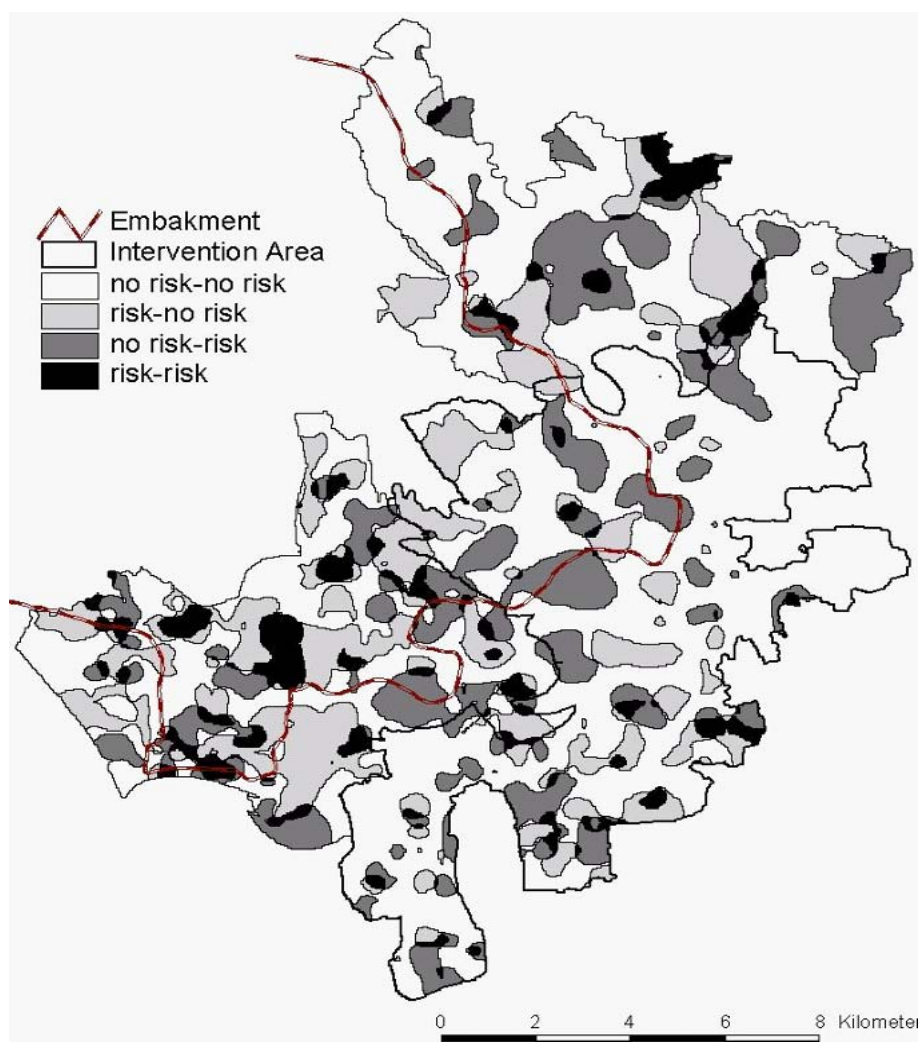 Embakment
Intervention Area
no risk-no risk
risk-no risk
no risk-risk
risk-risk
0 2 4 6 8 Kilometer